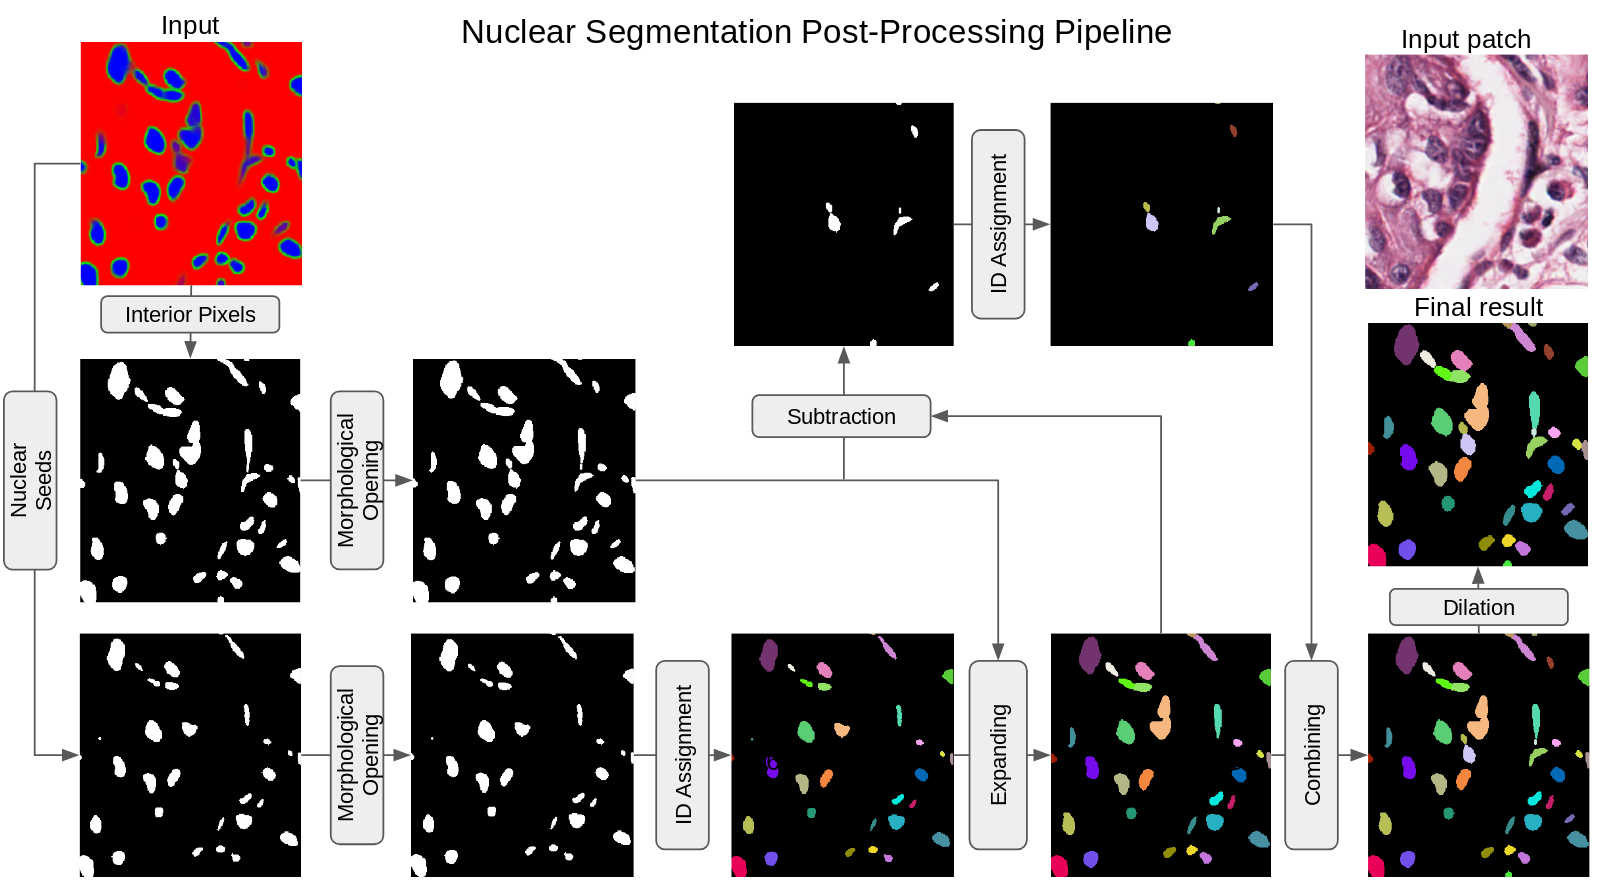 Nuclear Segmentation Post-Processing Pipeline
Input
Input patch
ID Assignment
Interior Pixels
Final result
Subtraction
Nuclear
Seeds
Morphological
Opening
Dilation
Morphological
Opening
ID Assignment
Expanding
Combining